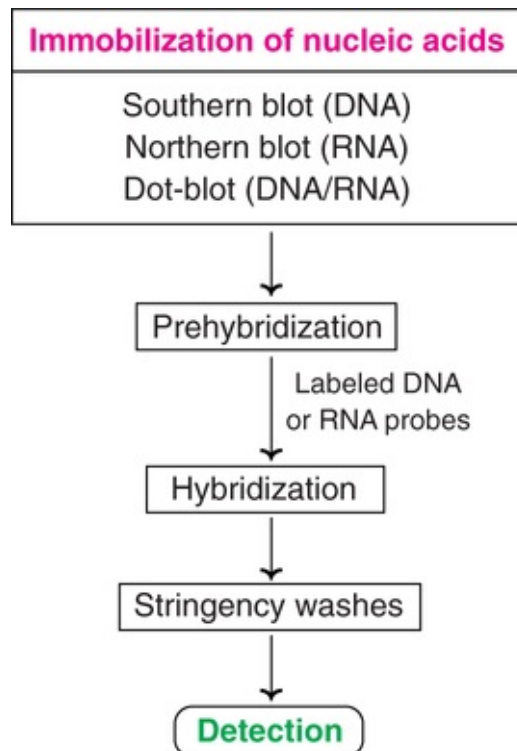 Immobilization of nucleic acids
Southern blot (DNA)
Northern blot (RNA)
Dot-blot (DNA/RNA)
Prehybridization
Labeled DNA
or RNA probes
Hybridization
Stringency washes
Detection